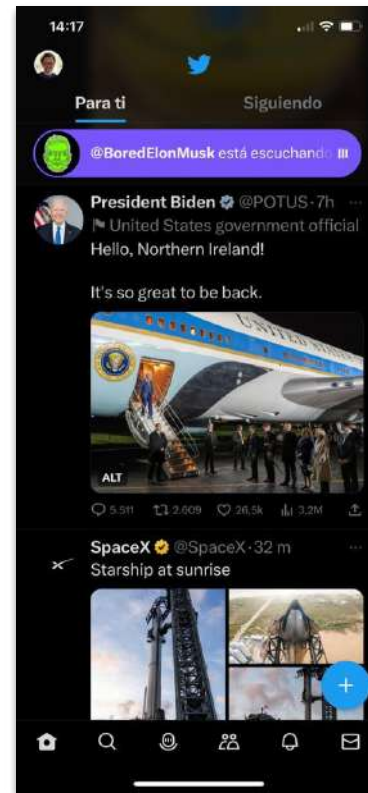 14:17
Para ti Siguiendo
@BoredElonMusk está escuchando
President Biden @POTUS·7h
United States government official
Hello, Northern Ireland!
It's so great to be back.
UNITED STATES
ALT
5.511 2.609 26,5k 3,2M
SpaceX @SpaceX·32 m
Starship at sunrise